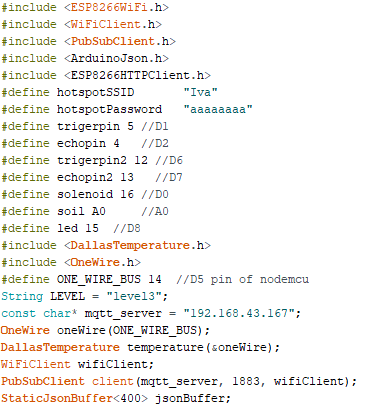 #include <ESP8266WiFi.h>
#include <WiFiClient.h>
#include <PubSubClient.h>
#include <ArduinoJson.h>
#include <ESP8266HTTPClient.h>
#define hotspotSSID "Iva"
#define hotspotPassword "aaaaaaaa"
#define trigerpin 5 //D1
#define echopin 4 //D2
#define trigerpin2 12 //D6
#define echopin2 13 //D7
#define solenoid 16 //D0
#define soil A0 //A0
#define led 15 //D8
#include <DallasTemperature.h>
#include <OneWire.h>
#define ONE_WIRE_BUS 14 //D5 pin of nodemcu
String LEVEL = "level3";
const char* mqtt_server = "192.168.43.167";
OneWire oneWire(ONE_WIRE_BUS);
DallasTemperature temperature(&oneWire);
WiFiClient wifiClient;
PubSubClient client(mqtt_server, 1883, wifiClient);
StaticJsonBuffer<400> jsonBuffer;